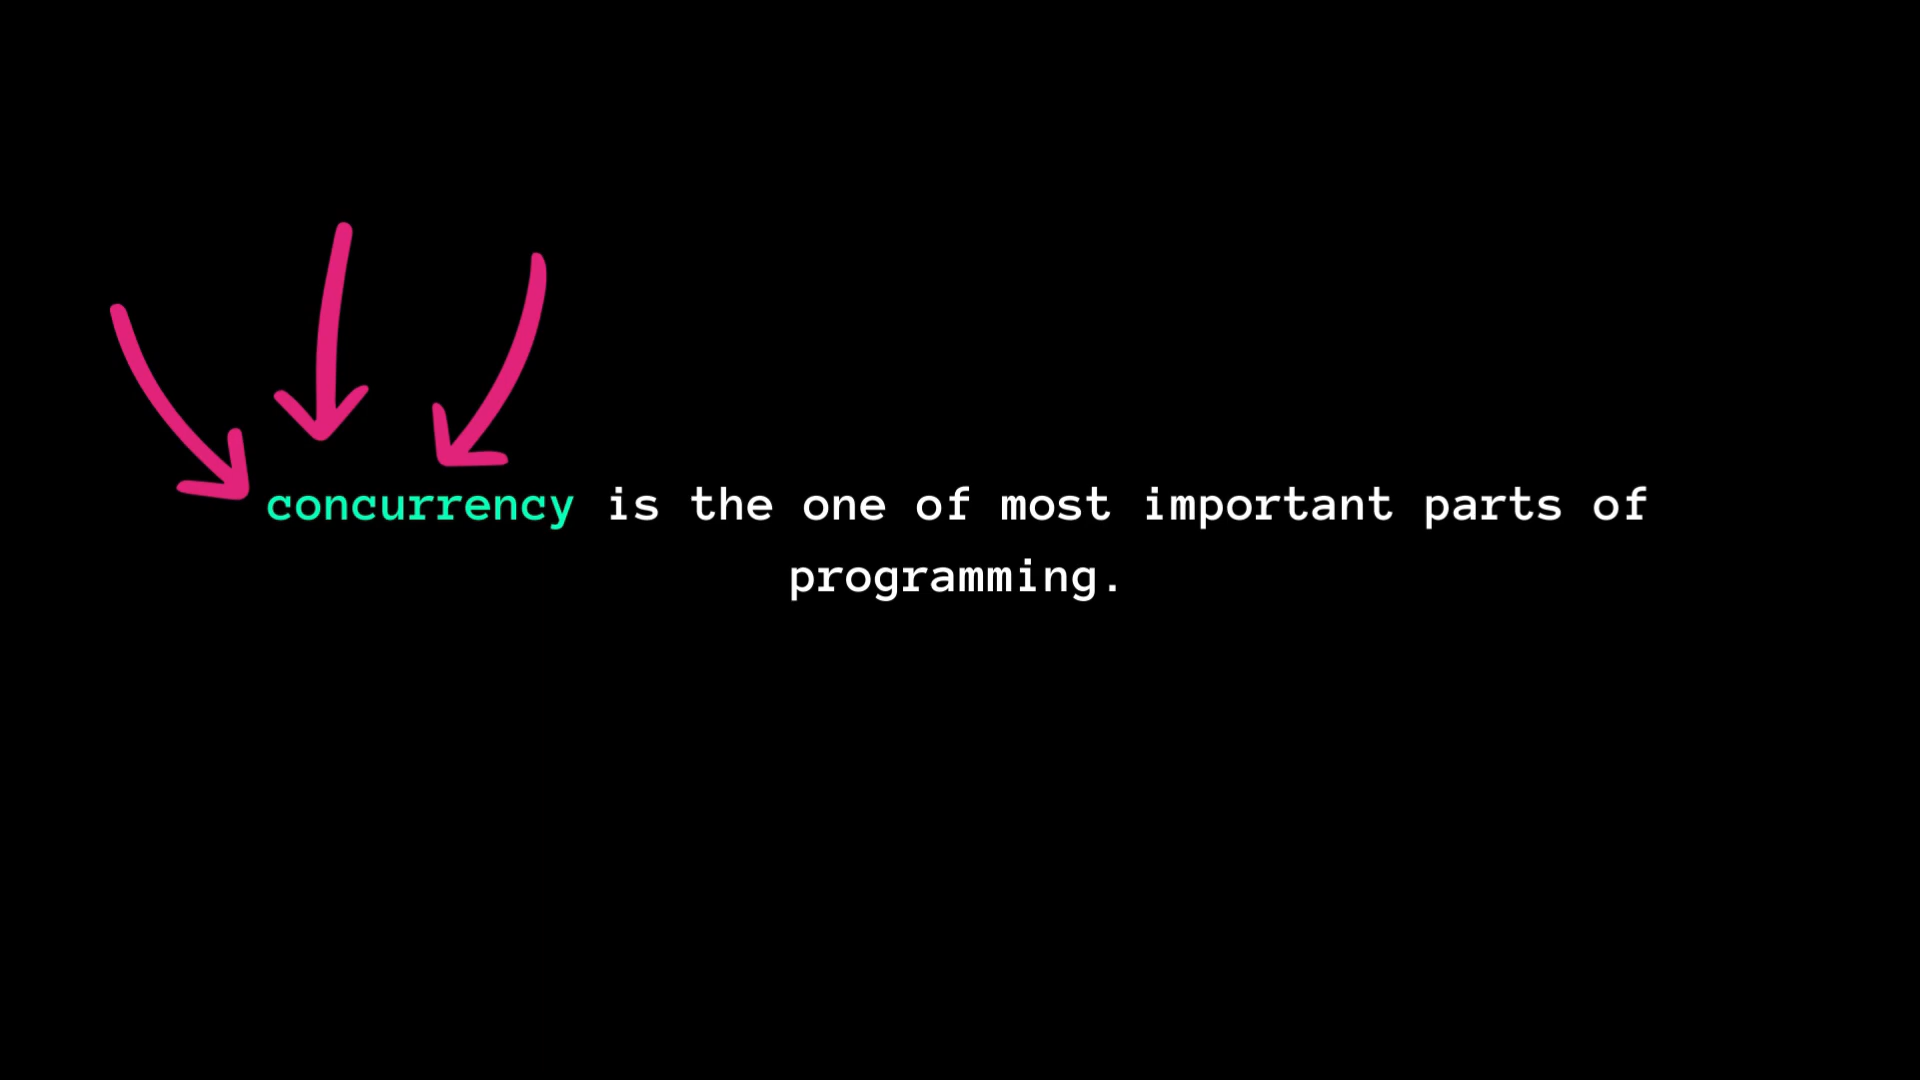 concurrency is the one of most important parts of
programming.